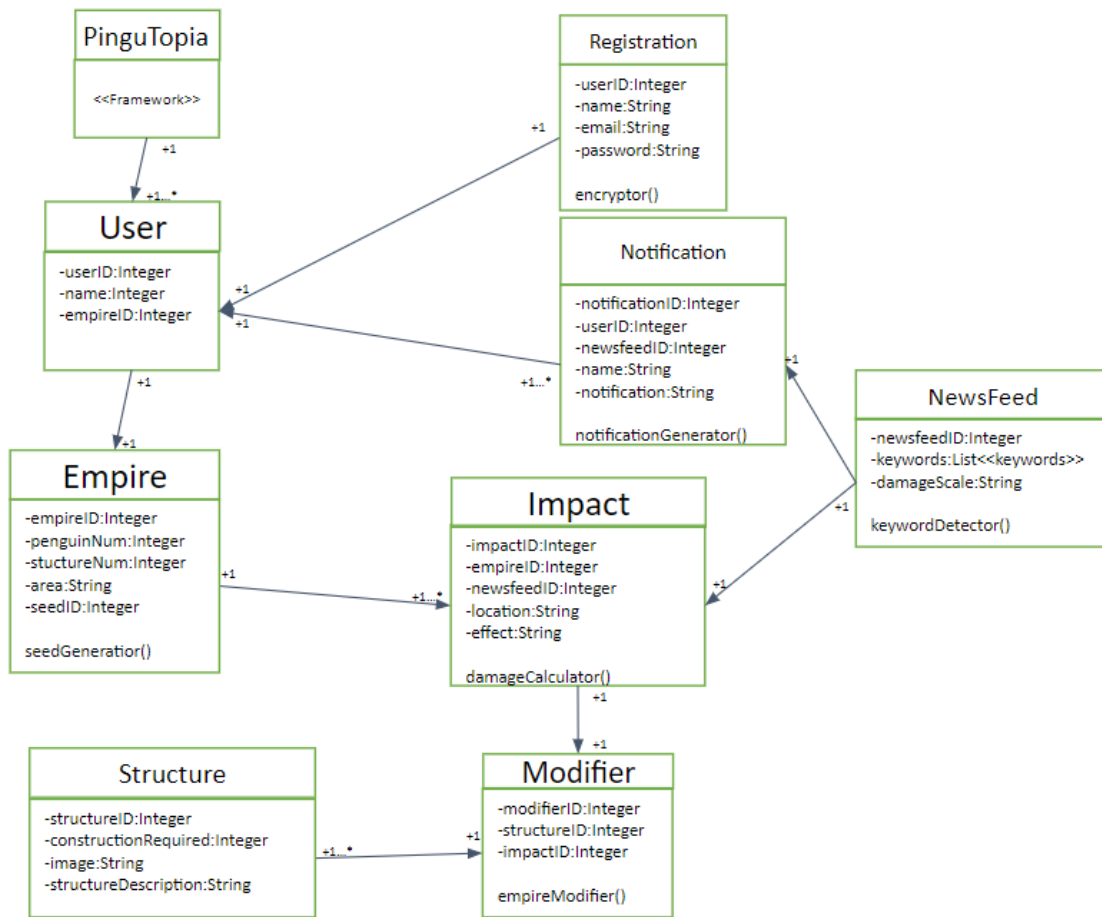 PinguTopia
<<Framework>>
+1
+1...*
User
-userID:Integer
-name:Integer
-empireID:Integer
+1
+1
Registration
-userID:Integer
-name:String
-email:String
-password:String
encryptor()
+1
+1
Notification
-notificationID:Integer
-userID:Integer
-newsfeedID:Integer
-name:String
-notification:String
notificationGenerator()
+1
+1...*
+1
NewsFeed
-newsfeedID:Integer
-keywords:List<<keywords>>
-damageScale:String
keywordDetector()
+1
+1
Empire
-empireID:Integer
-penguinNum:Integer
-stuctureNum:Integer
-area:String
-seedID:Integer
seedGeneratior()
+1
+1...*
Impact
-impactID:Integer
-empireID:Integer
-newsfeedID:Integer
-location:String
-effect:String
damageCalculator()
+1
+1
Structure
-structureID:Integer
-constructionRequired:Integer
-image:String
-structureDescription:String
+1...*
+1
Modifier
-modifierID:Integer
-structureID:Integer
-impactID:Integer
empireModifier()